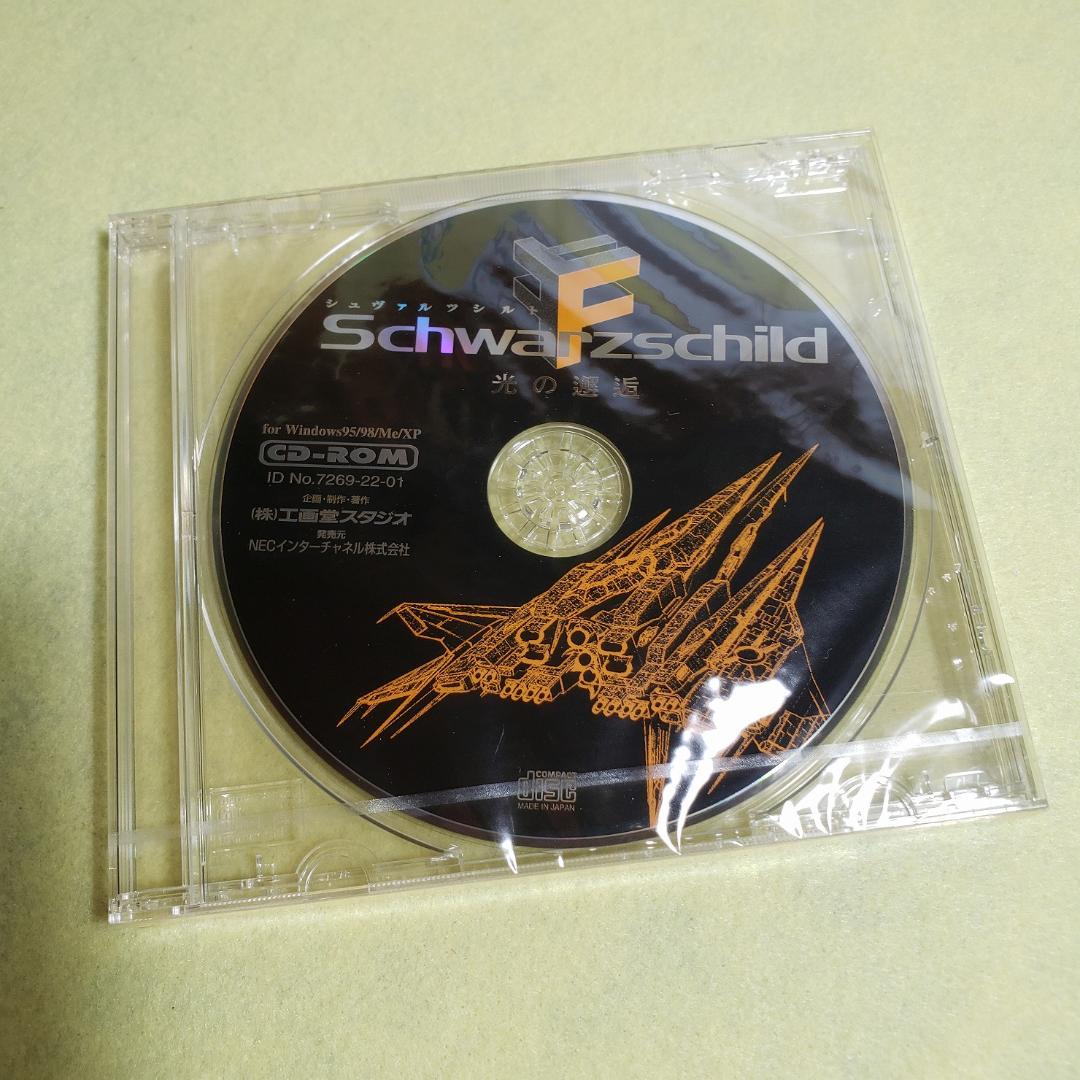 F
シュヴァルツシルト
Schwarzschild
光の邂逅
for Windows95/98/Me/XP
CD-ROM
ID No.7269-22-01
企画・制作・著作
(株)工画堂スタジオ
発売元
NECインターチャネル株式会社
COMPACT
disc
MADE IN JAPAN